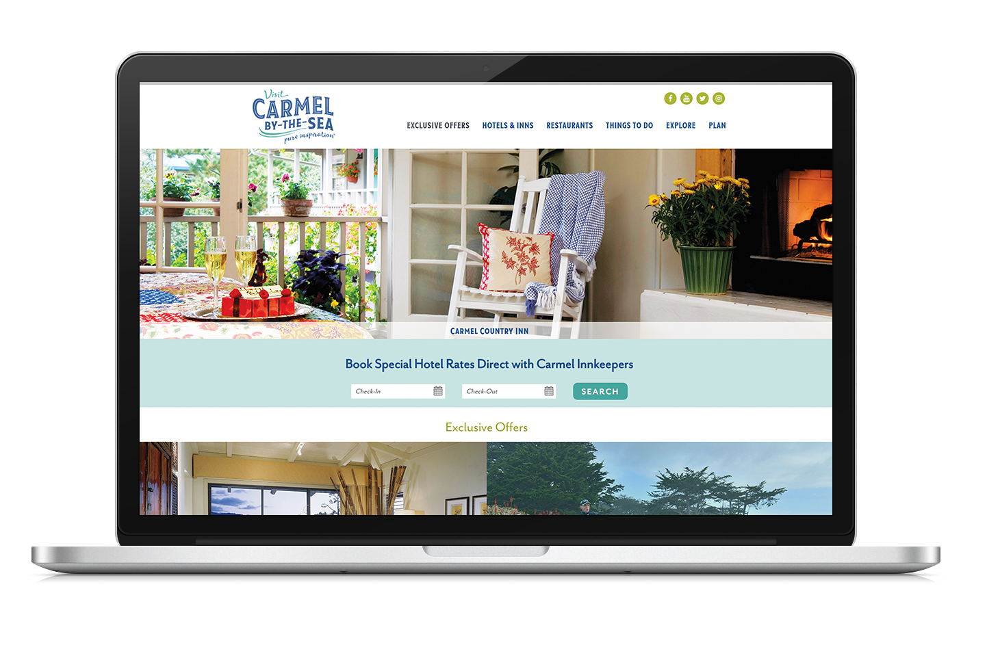 Visit
CARMEL
BY-THE-SEA
pure inspiration
EXCLUSIVE OFFERS HOTELS & INNS RESTAURANTS THINGS TO DO EXPLORE PLAN
CARMEL COUNTRY INN
Book Special Hotel Rates Direct with Carmel Innkeepers
Check-In Check-Out SEARCH
Exclusive Offers